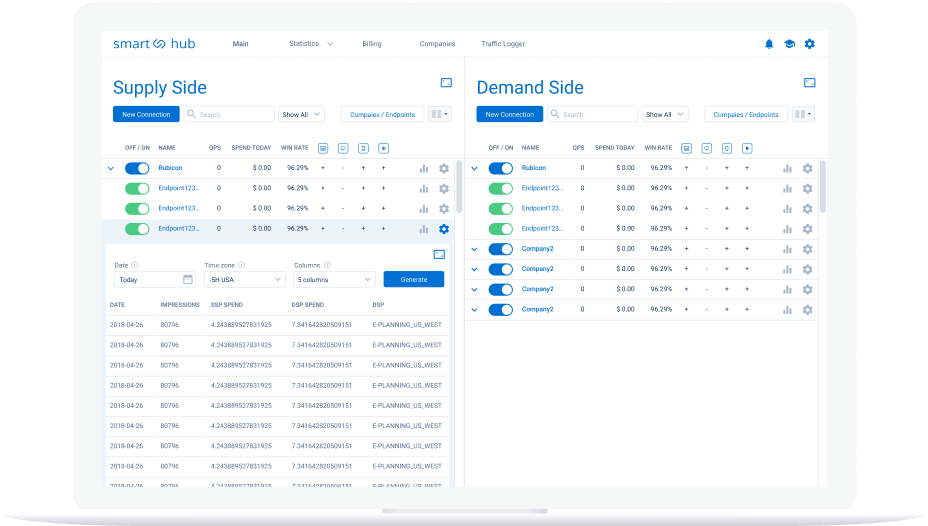 smart hub
Main
Statistics
Billing
Companies
Traffic Logger
Supply Side
New Connection
Search
Show All
Compaies / Endpoints
OFF / ON NAME QPS SPEND TODAY WIN RATE
Rubicon 0 $ 0.00 96.29% + - + +
Endpoint123... 0 $ 0.00 96.29% + - + +
Endpoint123... 0 $ 0.00 96.29% + - + +
Endpoint123... 0 $ 0.00 96.29% + - + +
Date Time zone Columns
Today -5H USA 5 columns Generate
DATE IMPRESSIONS SSP SPEND DSP SPEND DSP
2018-04-26 80796 4.243889527831925 7.341642820509151 E-PLANNING_US_WEST
2018-04-26 80796 4.243889527831925 7.341642820509151 E-PLANNING_US_WEST
2018-04-26 80796 4.243889527831925 7.341642820509151 E-PLANNING_US_WEST
2018-04-26 80796 4.243889527831925 7.341642820509151 E-PLANNING_US_WEST
2018-04-26 80796 4.243889527831925 7.341642820509151 E-PLANNING_US_WEST
2018-04-26 80796 4.243889527831925 7.341642820509151 E-PLANNING_US_WEST
2018-04-26 80796 4.243889527831925 7.341642820509151 E-PLANNING_US_WEST
2018-04-26 80796 4.243889527831925 7.341642820509151 E-PLANNING_US_WEST
2018-04-26 80796 4.243889527831925 7.341642820509151 E-PLANNING_US_WEST
Demand Side
New Connection
Search
Show All
Compaies / Endpoints
OFF / ON NAME QPS SPEND TODAY WIN RATE
Rubicon 0 $ 0.00 96.29% + - + +
Endpoint123... 0 $ 0.00 96.29% + - + +
Endpoint123... 0 $ 0.00 96.29% + - + +
Endpoint123... 0 $ 0.00 96.29% + - + +
Company2 0 $ 0.00 96.29% + - + +
Company2 0 $ 0.00 96.29% + - + +
Company2 0 $ 0.00 96.29% + - + +
Company2 0 $ 0.00 96.29% + - + +